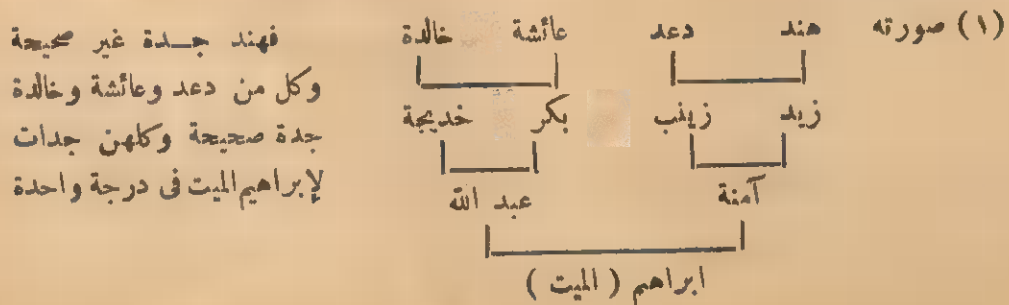 (١) صورته هند دعد عائشة خالدة
زيد زينب بكر خديجة
آمنة عبد الله
ابراهيم ( الميت )
فهند جدة غير صحيحة
وكل من دعد وعائشة وخالدة
جدة صحيحة وكلهن جدات
لإبراهيم الميت فى درجة واحدة